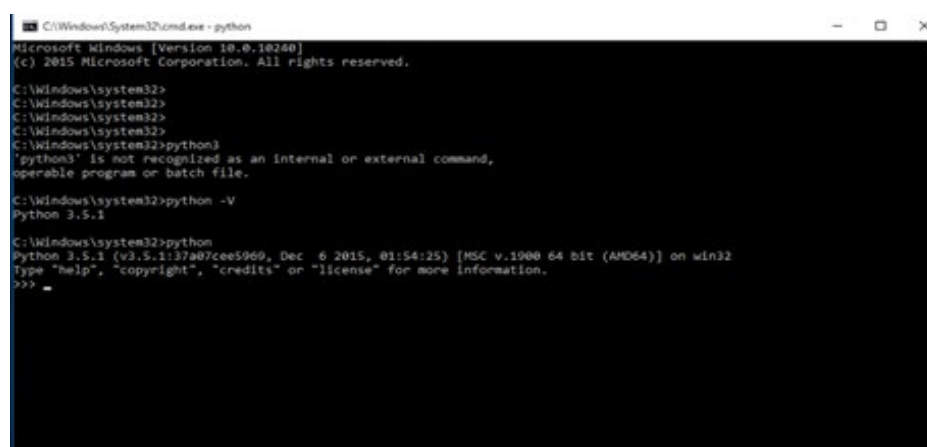 C:\Windows\System32\cmd.exe - python
Microsoft Windows [Version 10.0.10240]
(c) 2015 Microsoft Corporation. All rights reserved.
C:\Windows\system32>
C:\Windows\system32>
C:\Windows\system32>
C:\Windows\system32>
C:\Windows\system32>python3
'python3' is not recognized as an internal or external command,
operable program or batch file.
C:\Windows\system32>python -V
Python 3.5.1
C:\Windows\system32>python
Python 3.5.1 (v3.5.1:37a07cee5969, Dec  6 2015, 01:54:25) [MSC v.1900 64 bit (AMD64)] on win32
Type "help", "copyright", "credits" or "license" for more information.
>>> _